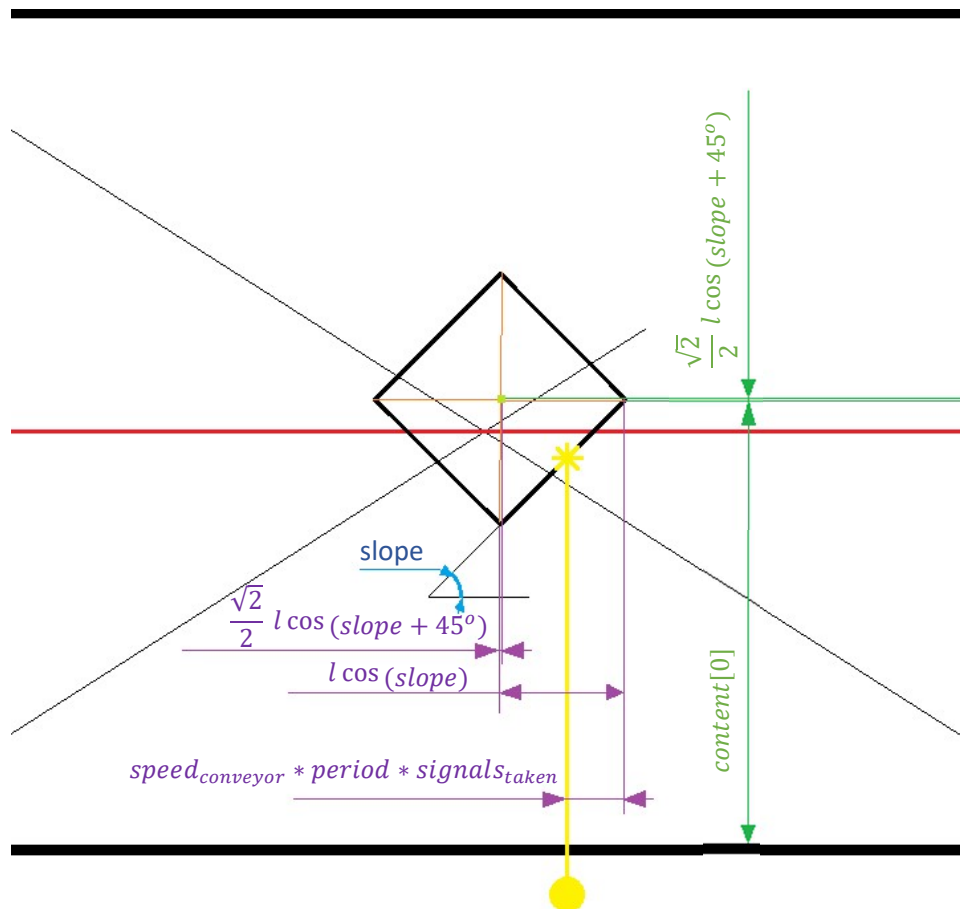 √2/2 l cos (slope + 45°)
slope
√2/2 l cos (slope + 45°)
l cos (slope)
content[0]
speed_conveyor * period * signals_taken